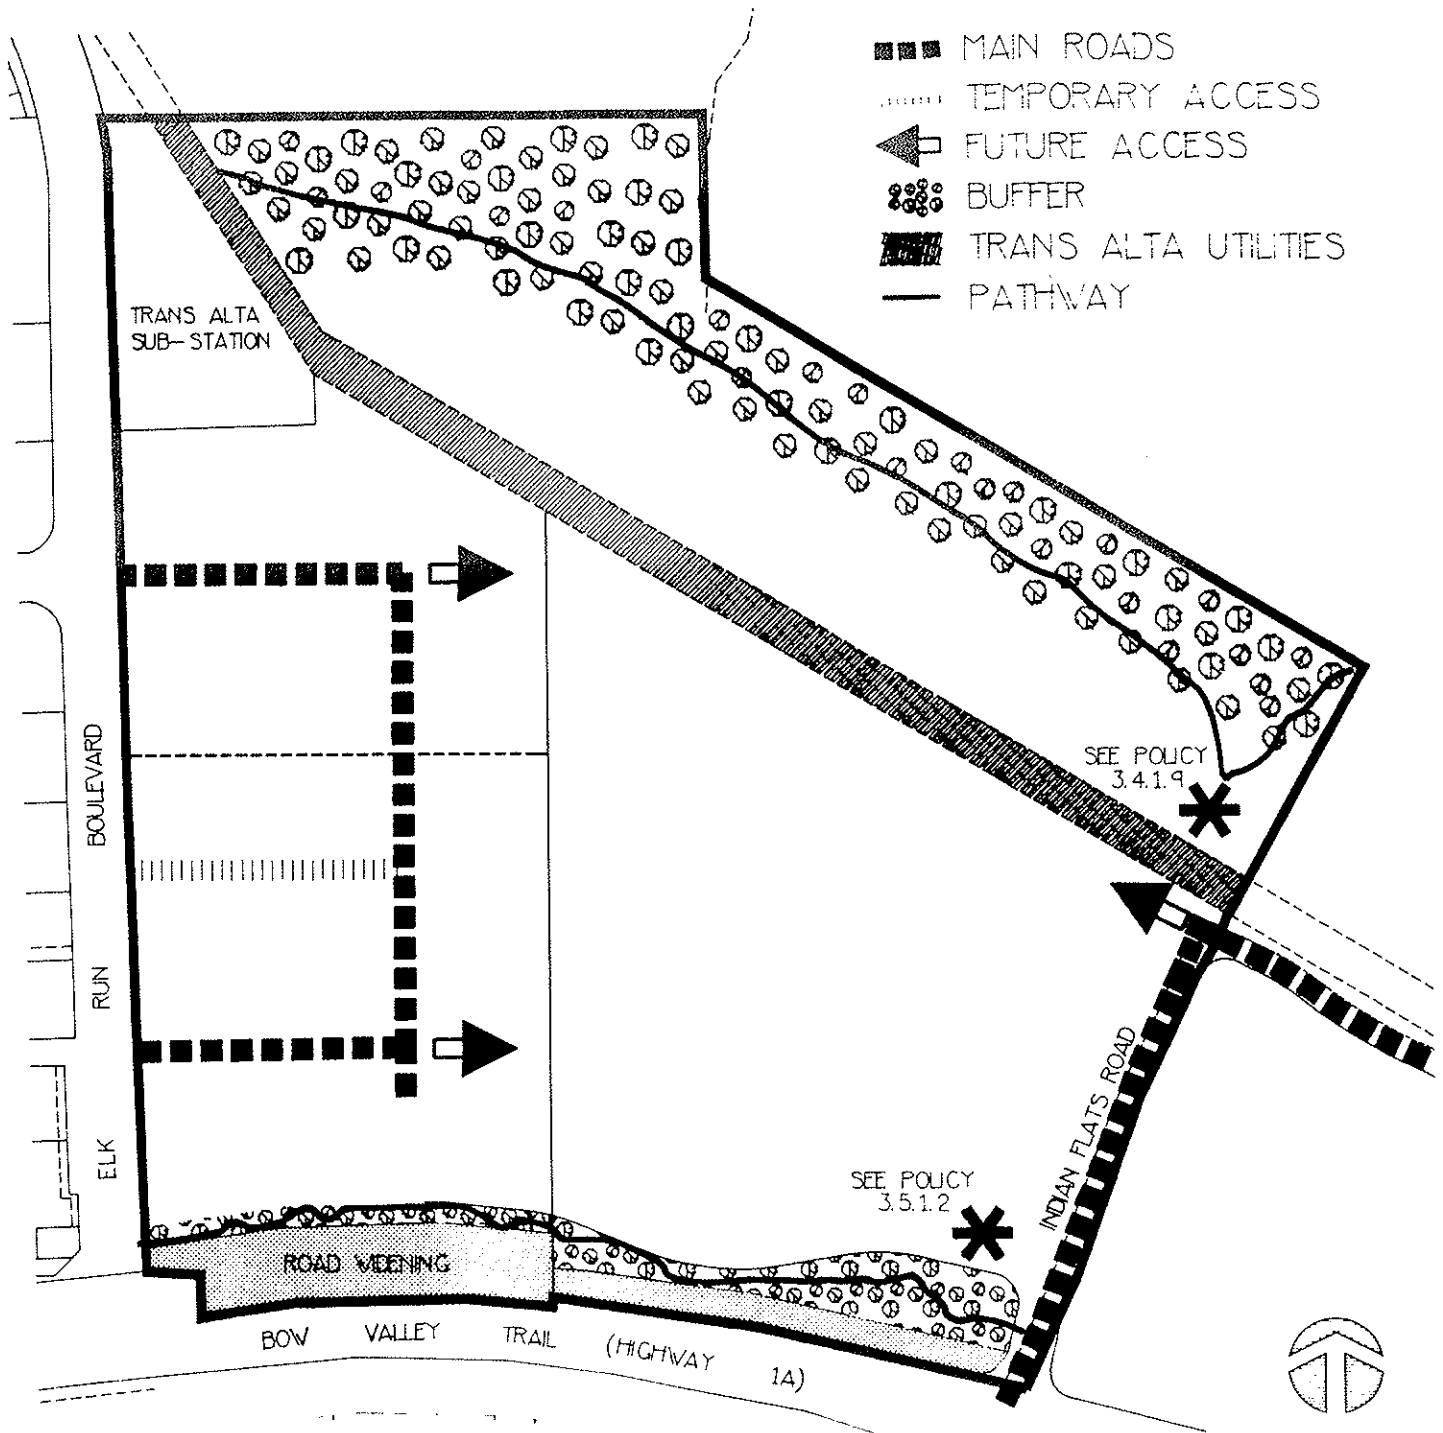 MAIN ROADS
TEMPORARY ACCESS
FUTURE ACCESS
BUFFER
TRANS ALTA UTILITIES
PATHWAY
TRANS ALTA
SUB-STATION
SEE POLICY
3.4.1.9
ELK RUN BOULEVARD
INDIAN FLATS ROAD
SEE POLICY
3.5.1.2
ROAD WIDENING
BOW VALLEY TRAIL (HIGHWAY 1A)